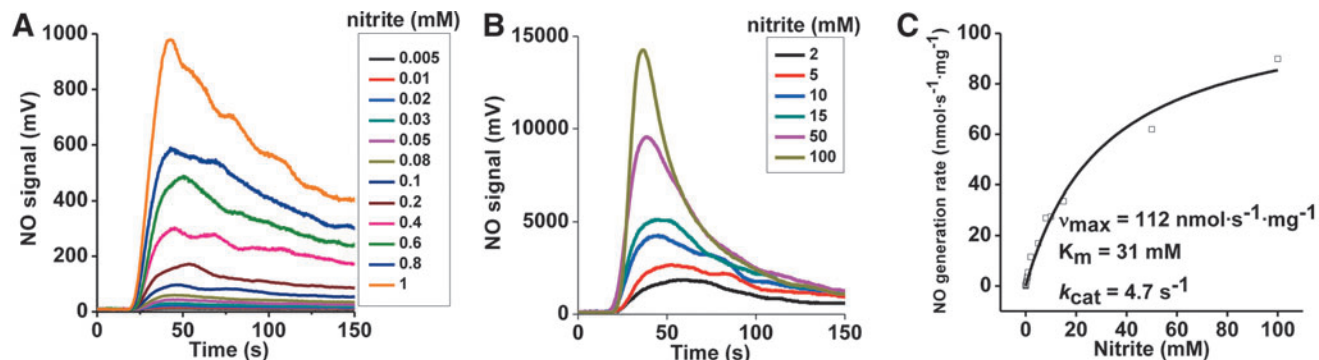 A
NO signal (mV)
1000
800
600
400
200
0
0 50 100 150
Time (s)
nitrite (mM)
0.005
0.01
0.02
0.03
0.05
0.08
0.1
0.2
0.4
0.6
0.8
1
B
NO signal (mV)
15000
10000
5000
0
0 50 100 150
Time (s)
nitrite (mM)
2
5
10
15
50
100
C
NO generation rate (nmol·s⁻¹·mg⁻¹)
100
80
60
40
20
0
νmax = 112 nmol·s⁻¹·mg⁻¹
Km = 31 mM
kcat = 4.7 s⁻¹
0 20 40 60 80 100
Nitrite (mM)